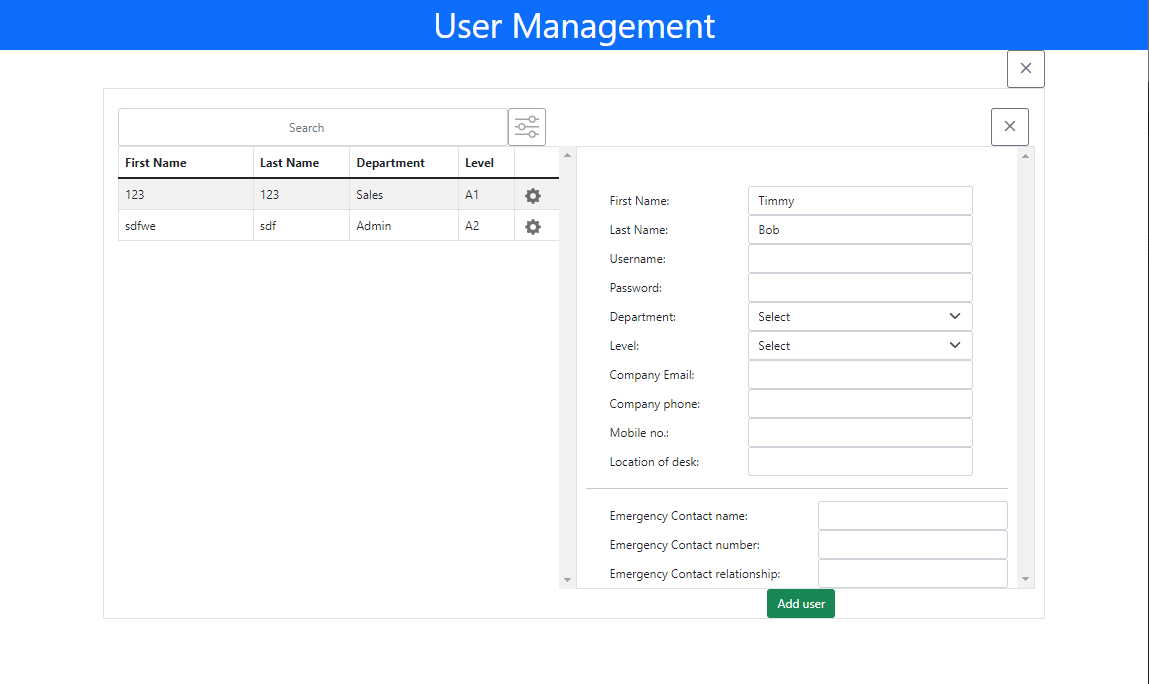 User Management
Search
First Name Last Name Department Level
123 123 Sales A1
sdfwe sdf Admin A2
First Name: Timmy
Last Name: Bob
Username:
Password:
Department: Select
Level: Select
Company Email:
Company phone:
Mobile no.:
Location of desk:
Emergency Contact name:
Emergency Contact number:
Emergency Contact relationship:
Add user